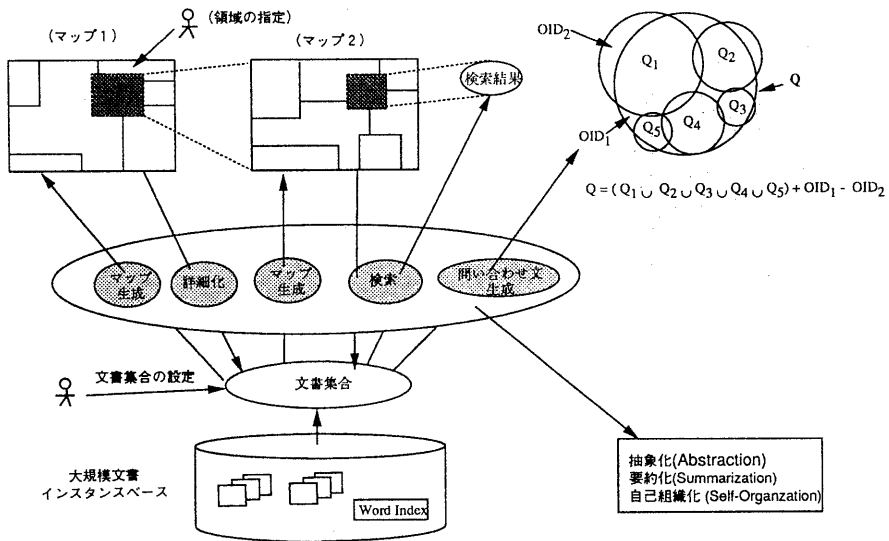 (領域の指定)
(マップ1)
(マップ2)
検索結果
OID2
Q1
Q2
Q
Q3
Q4
Q5
OID1
Q = ( Q1 ∪ Q2 ∪ Q3 ∪ Q4 ∪ Q5) + OID1 - OID2
マップ
生成
詳細化
マップ
生成
検索
問い合わせ文
生成
文書集合の設定
文書集合
大規模文書
インスタンスベース
Word Index
抽象化(Abstraction)
要約化(Summarization)
自己組織化 (Self-Organzation)